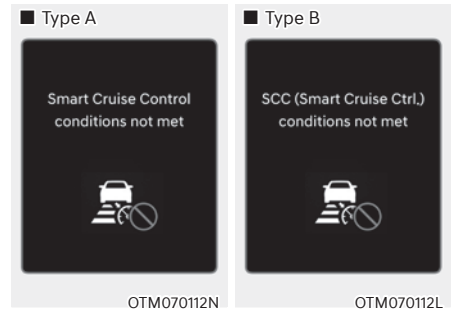 ■ Type A
Smart Cruise Control
conditions not met
OTM070112N
■ Type B
SCC (Smart Cruise Ctrl.)
conditions not met
OTM070112L